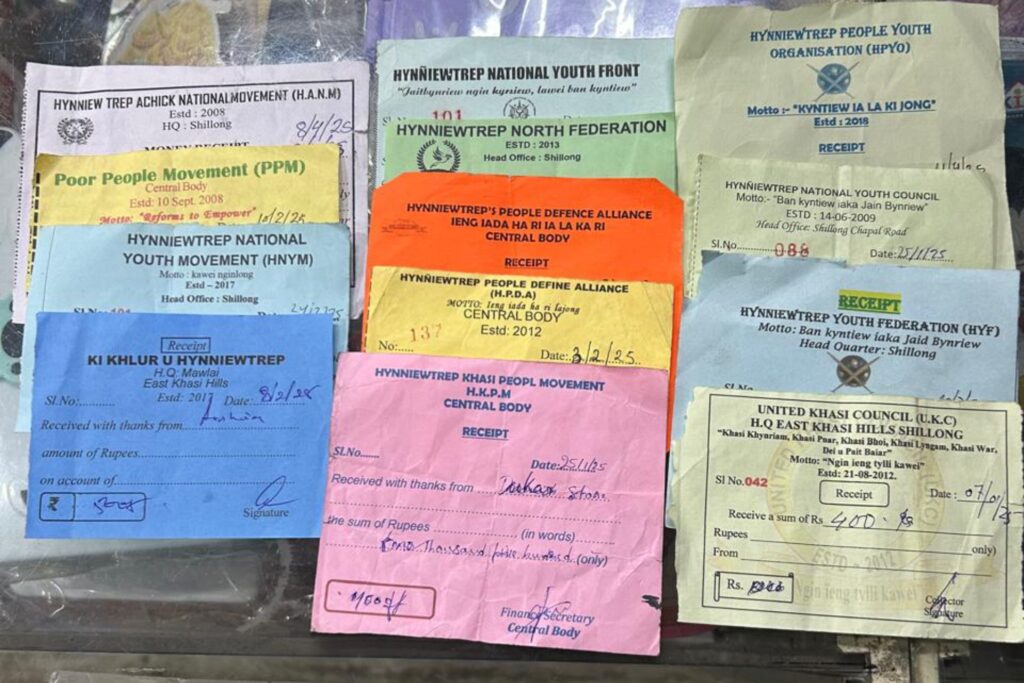 HYNNIEW TREP ACHICK NATIONALMOVEMENT (H.A.N.M)
Estd : 2008
HQ : Shillong
MONEY RECEIPT
8/4/25
Poor People Movement (PPM)
Central Body
Estd: 10 Sept. 2008
Motto: "Reforms to Empower"
10/2/25
HYNNIEWTREP NATIONAL
YOUTH MOVEMENT (HNYM)
Motto : kawei nginlong
Estd - 2017
Head Office : Shillong
Receipt
KI KHLUR U HYNNIEWTREP
H.Q: Mawlai
East Khasi Hills
Estd: 2017
Sl.No:......... Date: 8/2/25
Received with thanks from
amount of Rupees
on account of
₹
Signature
HYNÑIEWTREP NATIONAL YOUTH FRONT
"Jaitbynriew ngin kyrsiew, lawei ban kyntiew"
101
HYNNIEWTREP NORTH FEDERATION
ESTD : 2013
Head Office : Shillong
HYNNIEWTREP'S PEOPLE DEFENCE ALLIANCE
IENG IADA HA RI IA LA KA RI
CENTRAL BODY
RECEIPT
HYNÑIEWTREP PEOPLE DEFINE ALLIANCE
(H.P.D.A)
MOTTO: Ieng iada ha ri lajong
CENTRAL BODY
Estd: 2012
137
No:..... Date: 3/2/25.
HYNNIEWTREP KHASI PEOPL MOVEMENT
H.K.P.M
CENTRAL BODY
RECEIPT
Sl.No.....
Date: 25/1/25
Received with thanks from
the sum of Rupees (in words)
(only)
Finance Secretary
Central Body
HYNÑIEWTREP PEOPLE YOUTH
ORGANISATION (HPYO)
Motto :- "KYNTIEW IA LA KI JONG"
Estd : 2018
RECEIPT
HYNÑIEWTREP NATIONAL YOUTH COUNCIL
Motto:- "Ban kyntiew iaka Jain Bynriew"
ESTD : 14-06-2009
Head Office: Shillong Chapal Road
Sl.No. 088 Date: 25/1/25
RECEIPT
HYNNIEWTREP YOUTH FEDERATION (HYF)
Motto: Ban kyntiew iaka Jaid Bynriew
Head Quarter: Shillong
UNITED KHASI COUNCIL (U.K.C)
H.Q EAST KHASI HILLS SHILLONG
"Khasi Khynriam, Khasi Pnar, Khasi Bhoi, Khasi Lyngam, Khasi War,
Dei u Pait Baiar"
Motto: "Ngin ieng tylli kawei"
Estd: 21-08-2012.
Sl No.042 Receipt Date : 07/01/25
Receive a sum of Rs 400
Rupees only)
From
Rs.
Collector
Signature